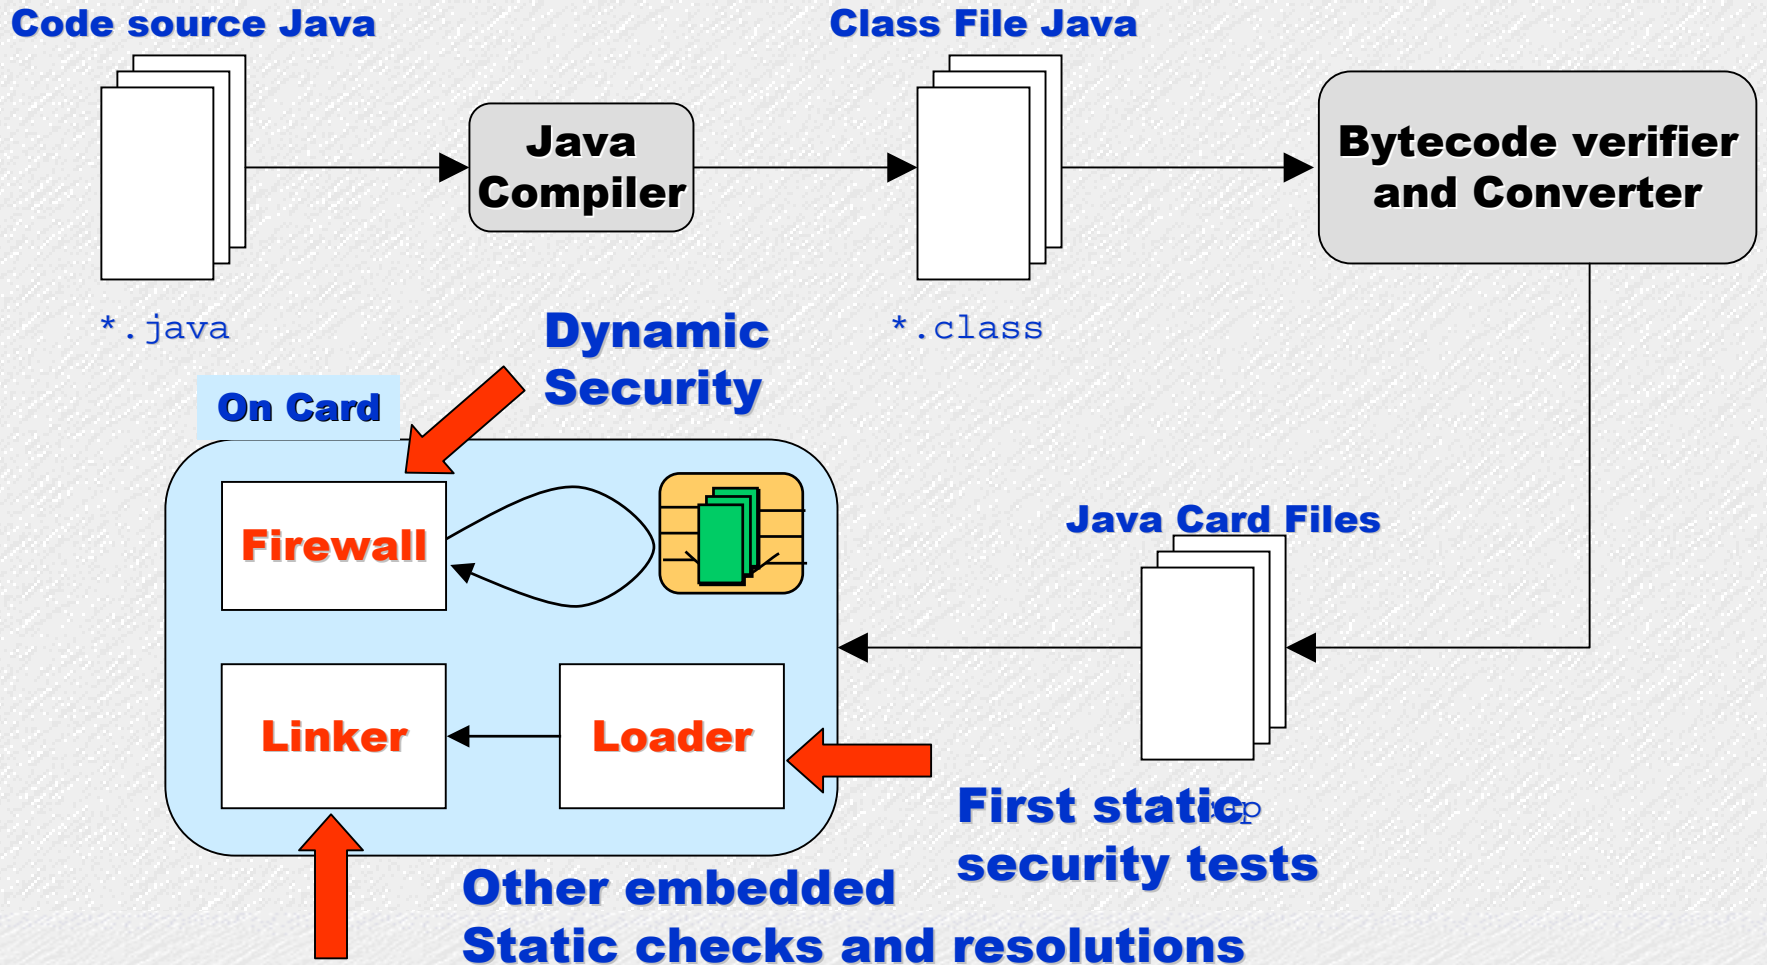 Code source Java
Class File Java
Java
Compiler
Bytecode verifier
and Converter
*.java
*.class
Dynamic
Security
On Card
Firewall
Java Card Files
Linker
Loader
First static
security tests
Other embedded
Static checks and resolutions